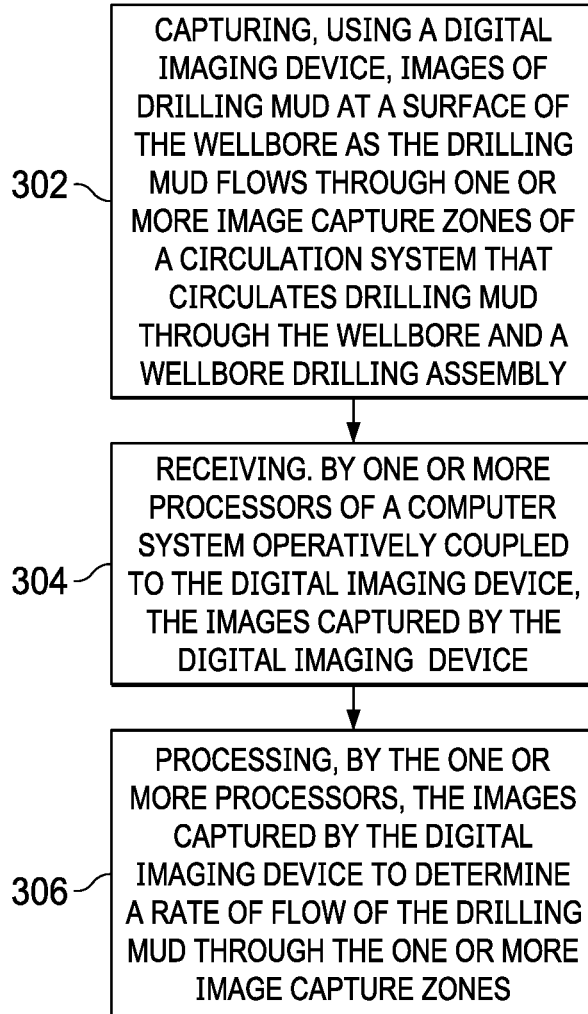 CAPTURING, USING A DIGITAL
IMAGING DEVICE, IMAGES OF
DRILLING MUD AT A SURFACE OF
THE WELLBORE AS THE DRILLING
MUD FLOWS THROUGH ONE OR
MORE IMAGE CAPTURE ZONES OF
A CIRCULATION SYSTEM THAT
CIRCULATES DRILLING MUD
THROUGH THE WELLBORE AND A
WELLBORE DRILLING ASSEMBLY
302
RECEIVING. BY ONE OR MORE
PROCESSORS OF A COMPUTER
SYSTEM OPERATIVELY COUPLED
TO THE DIGITAL IMAGING DEVICE,
THE IMAGES CAPTURED BY THE
DIGITAL IMAGING DEVICE
304
PROCESSING, BY THE ONE OR
MORE PROCESSORS, THE IMAGES
CAPTURED BY THE DIGITAL
IMAGING DEVICE TO DETERMINE
A RATE OF FLOW OF THE DRILLING
MUD THROUGH THE ONE OR MORE
IMAGE CAPTURE ZONES
306